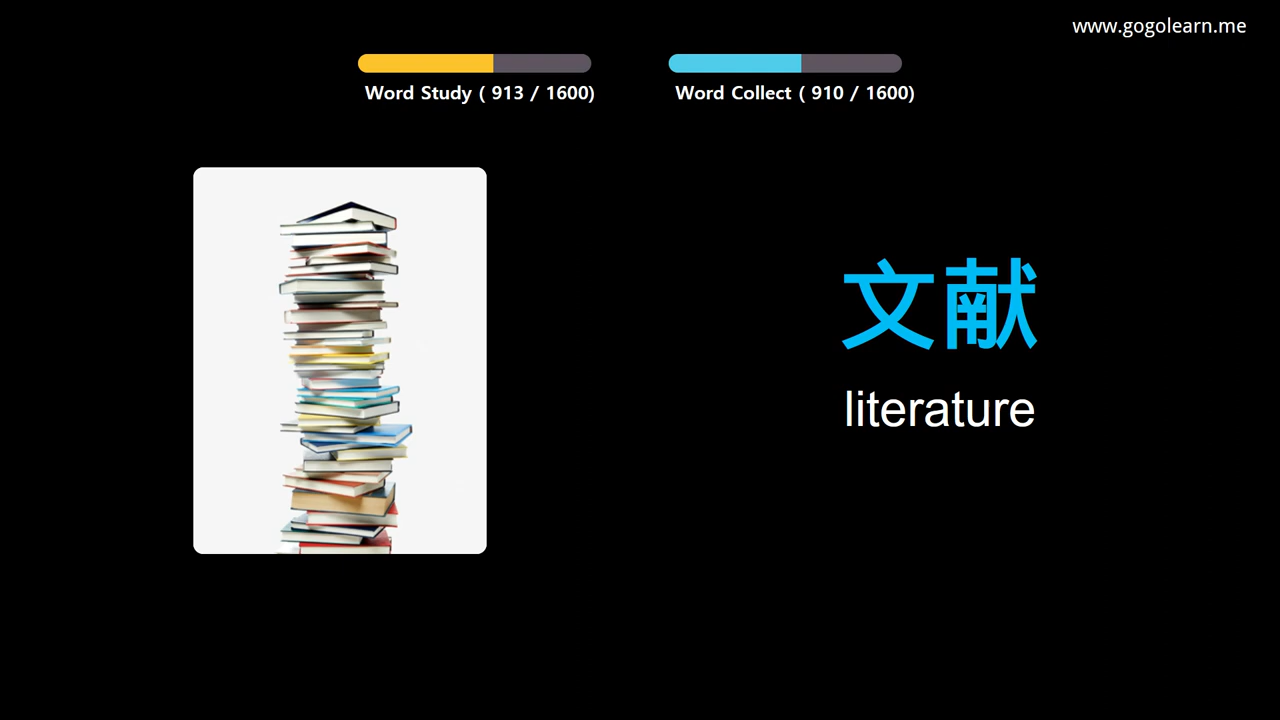 www.gogolearn.me
Word Study ( 913 / 1600)
Word Collect ( 910 / 1600)
文献
literature